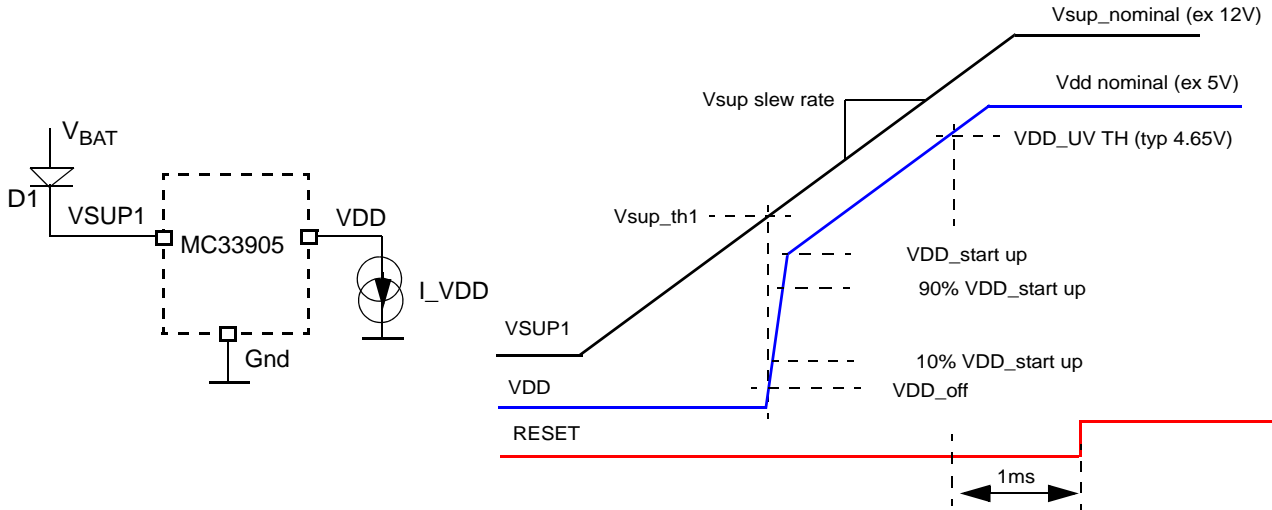 V_BAT
D1
VSUP1
MC33905
VDD
I_VDD
Gnd
Vsup_nominal (ex 12V)
Vdd nominal (ex 5V)
Vsup slew rate
VDD_UV TH (typ 4.65V)
Vsup_th1
VDD_start up
90% VDD_start up
VSUP1
10% VDD_start up
VDD
VDD_off
RESET
1ms